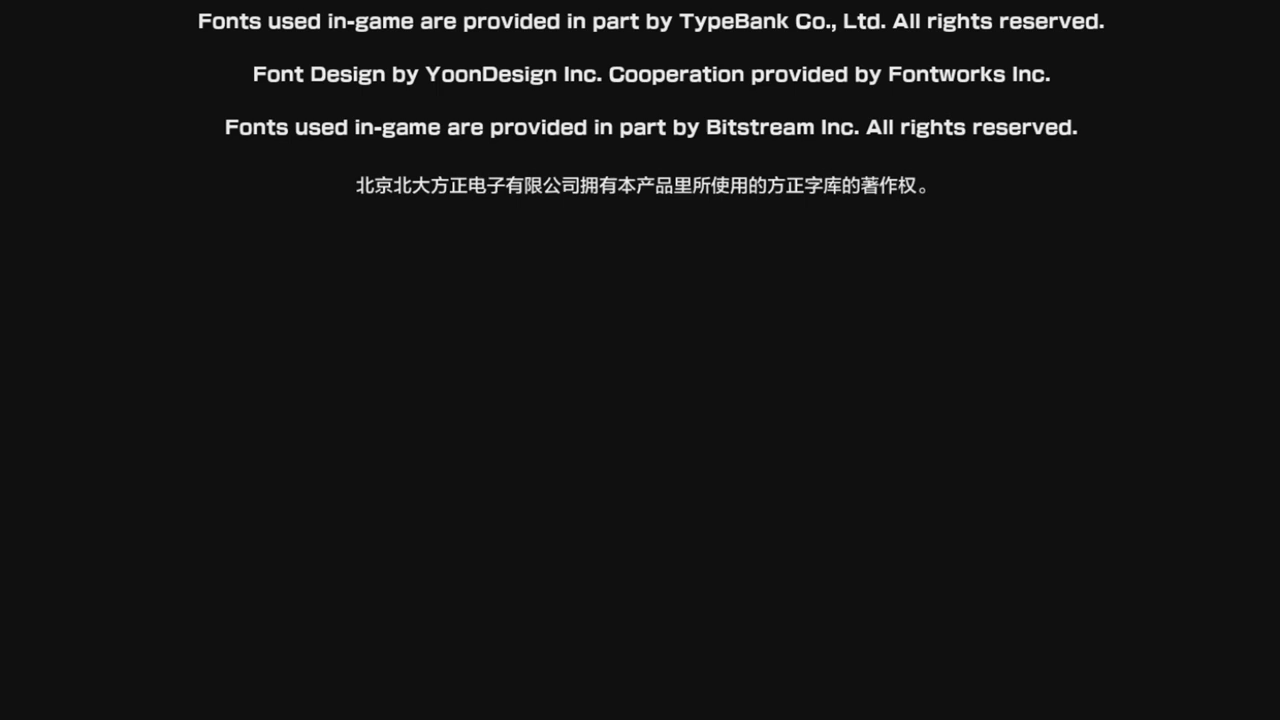 Fonts used in-game are provided in part by TypeBank Co., Ltd. All rights reserved.
Font Design by YoonDesign Inc. Cooperation provided by Fontworks Inc.
Fonts used in-game are provided in part by Bitstream Inc. All rights reserved.
北京北大方正电子有限公司拥有本产品里所使用的方正字库的著作权。